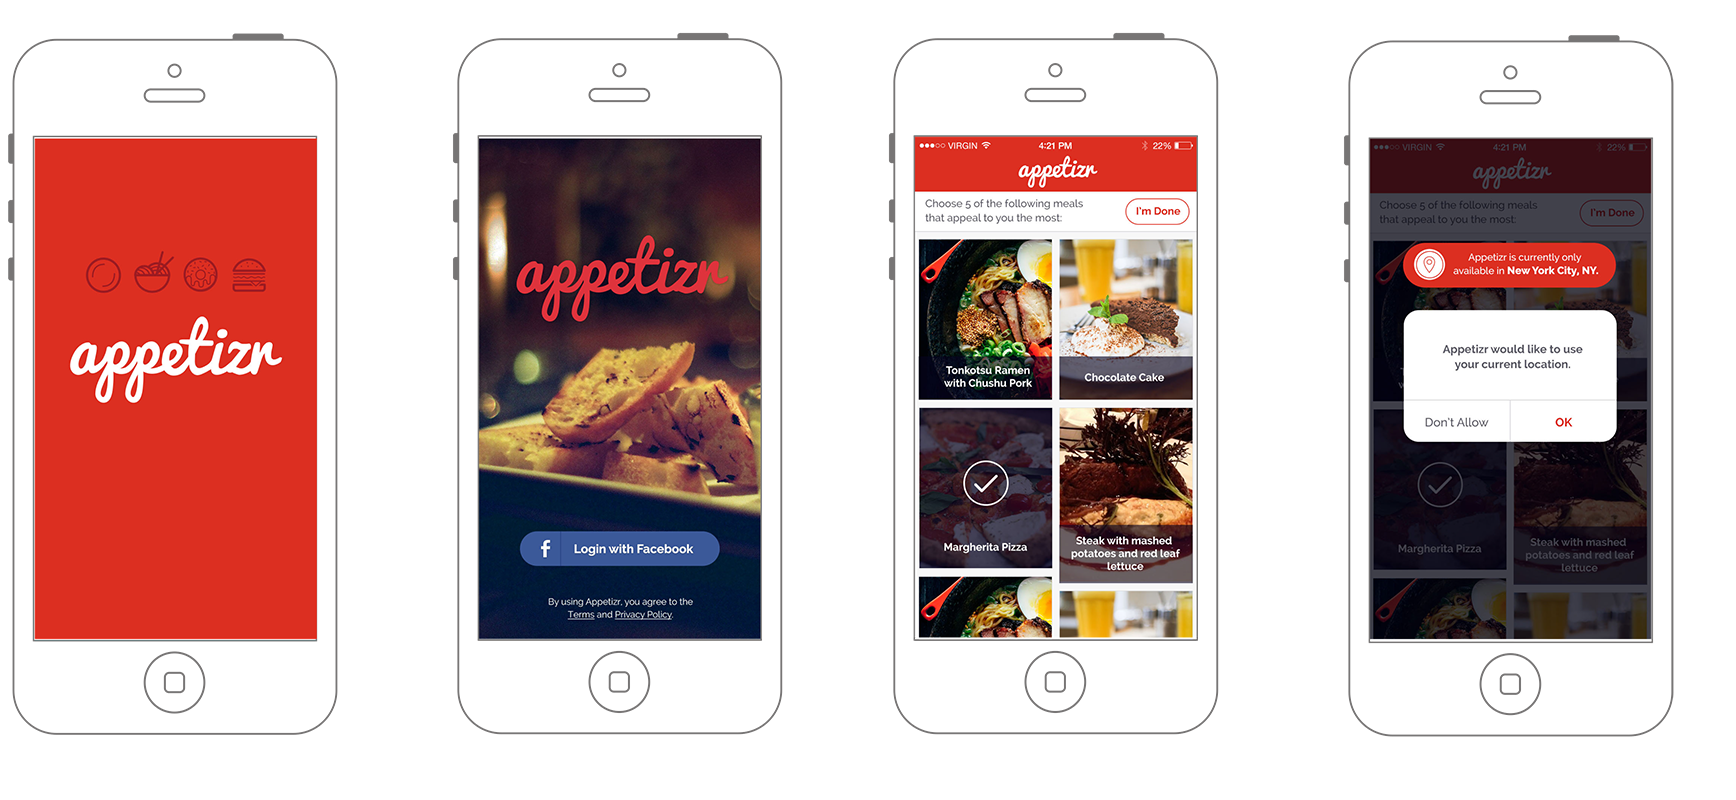 appetizr
appetizr
f Login with Facebook
By using Appetizr, you agree to the
Terms and Privacy Policy.
VIRGIN 4:21 PM 22%
appetizr
Choose 5 of the following meals
that appeal to you the most:
I'm Done
Tonkotsu Ramen
with Chushu Pork
Chocolate Cake
Margherita Pizza
Steak with mashed
potatoes and red leaf
lettuce
VIRGIN 4:21 PM 22%
appetizr
Choose 5 of the following meals
that appeal to you the most:
I'm Done
Appetizr is currently only
available in New York City, NY.
Appetizr would like to use
your current location.
Don't Allow
OK
Margherita Pizza
Steak with mashed
potatoes and red leaf
lettuce